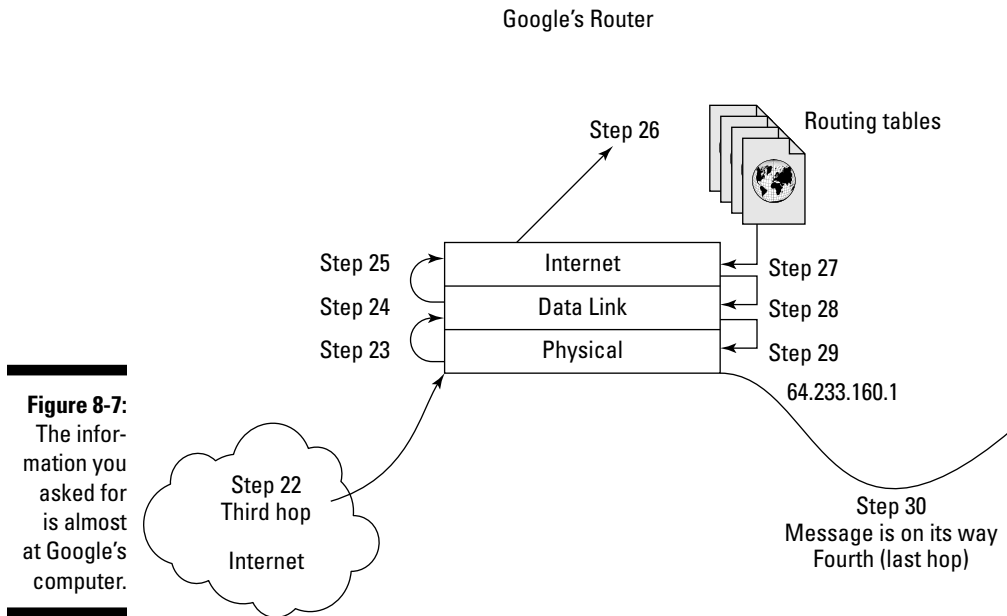 Google’s Router
Routing tables
Step 26
Step 25
Internet
Step 27
Step 24
Data Link
Step 28
Step 23
Physical
Step 29
64.233.160.1
Figure 8-7:
The infor-
mation you
asked for
is almost
at Google’s
computer.
Step 22
Third hop
Internet
Step 30
Message is on its way
Fourth (last hop)